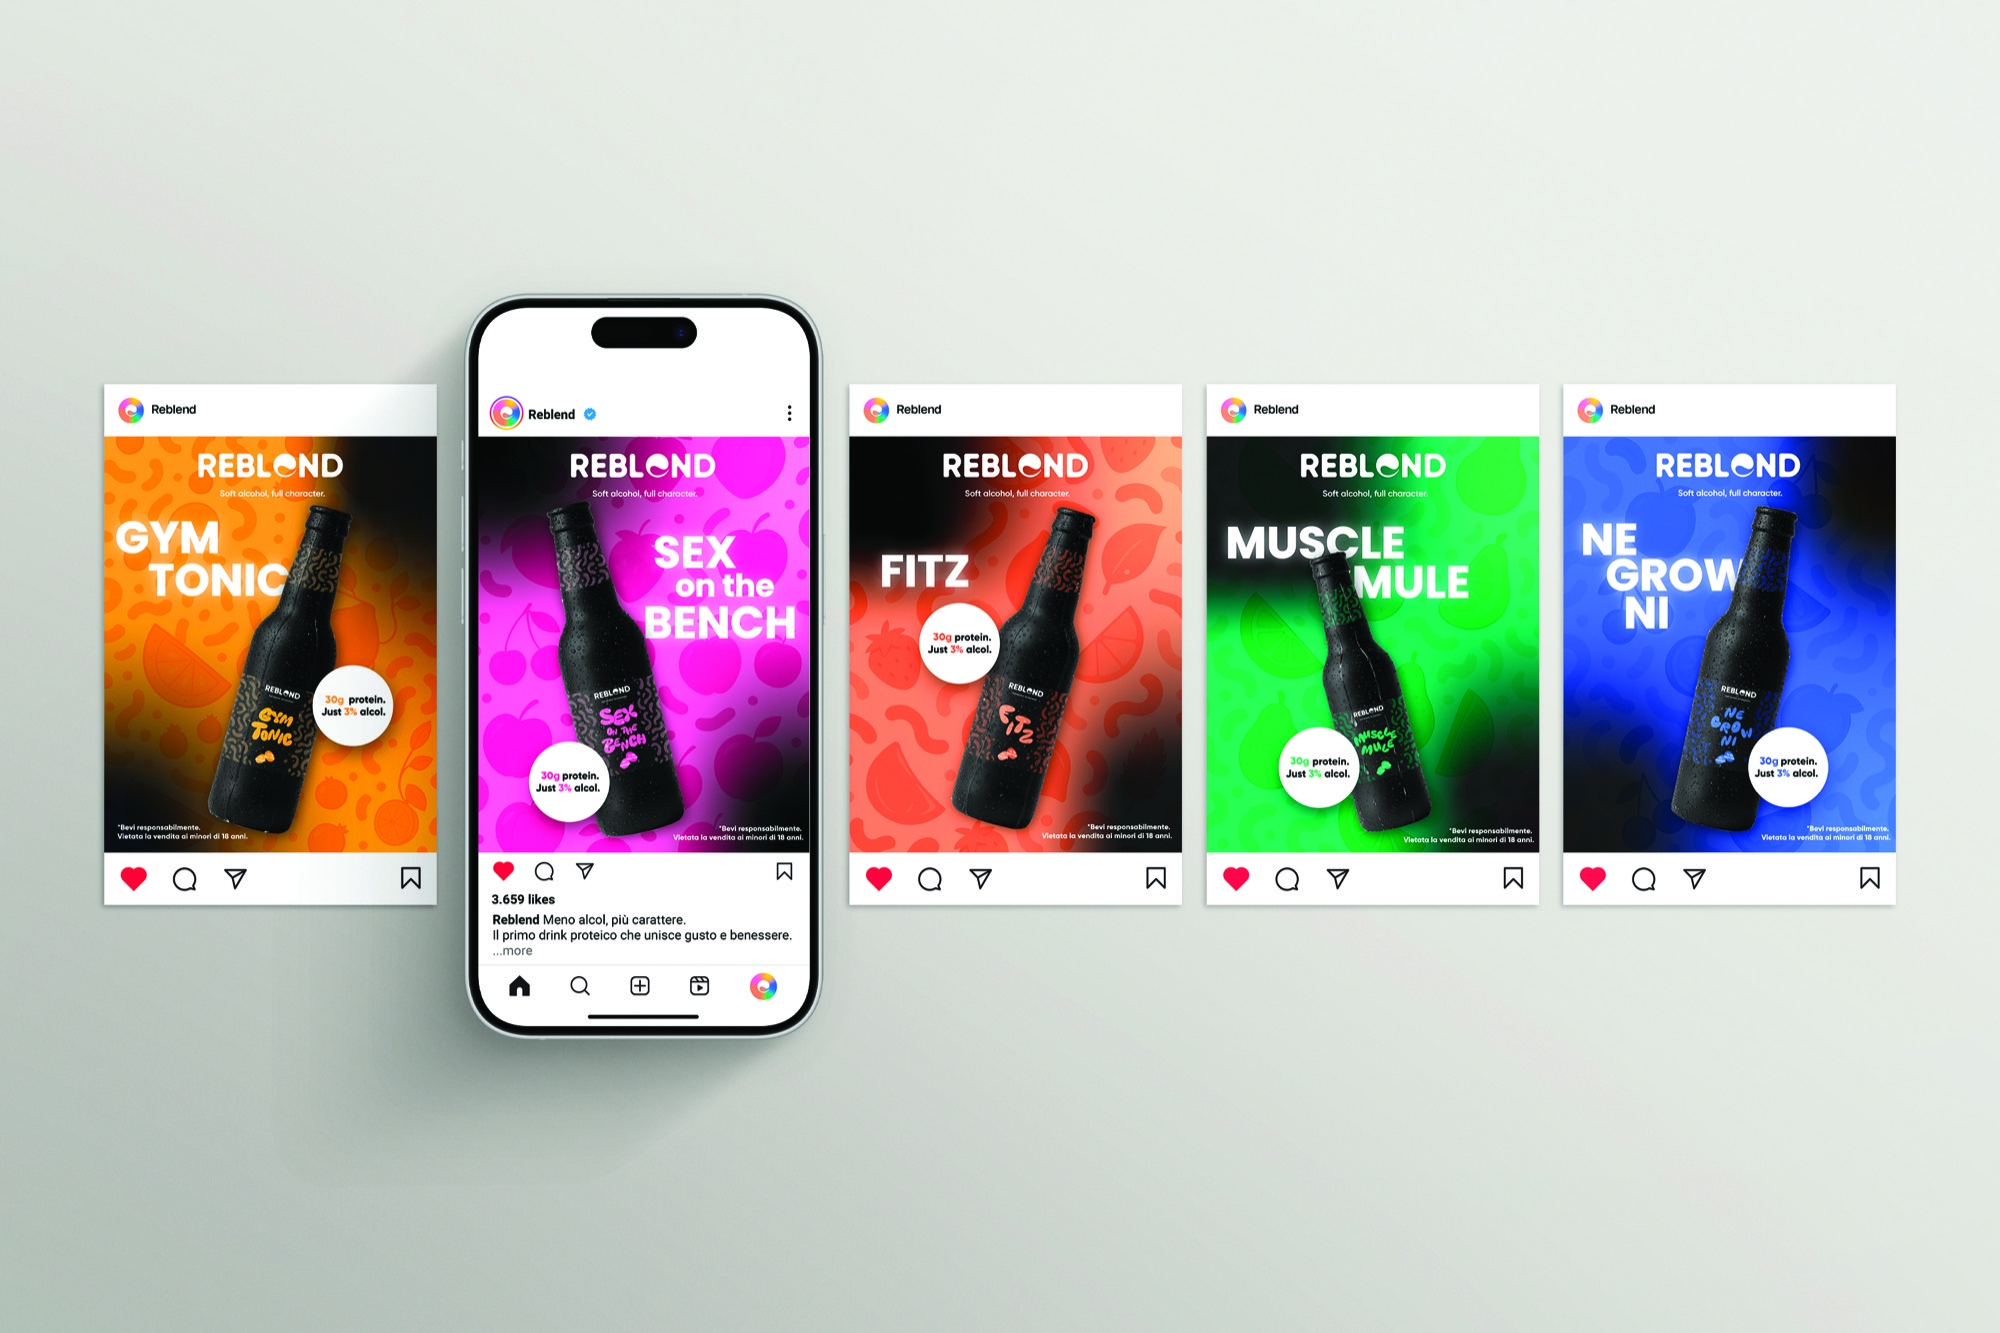 Reblend
REBLEND
Soft alcohol, full character.
GYM
TONIC
REBLEND
GYM
TONIC
30g protein.
Just 3% alcol.
*Bevi responsabilmente.
Vietata la vendita ai minori di 18 anni.
Reblend
REBLEND
Soft alcohol, full character.
SEX
on the
BENCH
REBLEND
SEX
ON THE
BENCH
30g protein.
Just 3% alcol.
*Bevi responsabilmente.
Vietata la vendita ai minori di 18 anni.
3.659 likes
Reblend Meno alcol, più carattere.
Il primo drink proteico che unisce gusto e benessere.
...more
Reblend
REBLEND
Soft alcohol, full character.
FITZ
30g protein.
Just 3% alcol.
REBLEND
FITZ
*Bevi responsabilmente.
Vietata la vendita ai minori di 18 anni.
Reblend
REBLEND
Soft alcohol, full character.
MUSCLE
MULE
REBLEND
MUSCLE
MULE
30g protein.
Just 3% alcol.
*Bevi responsabilmente.
Vietata la vendita ai minori di 18 anni.
Reblend
REBLEND
Soft alcohol, full character.
NE
GROW
NI
REBLEND
NE
GROW
NI
30g protein.
Just 3% alcol.
*Bevi responsabilmente.
Vietata la vendita ai minori di 18 anni.